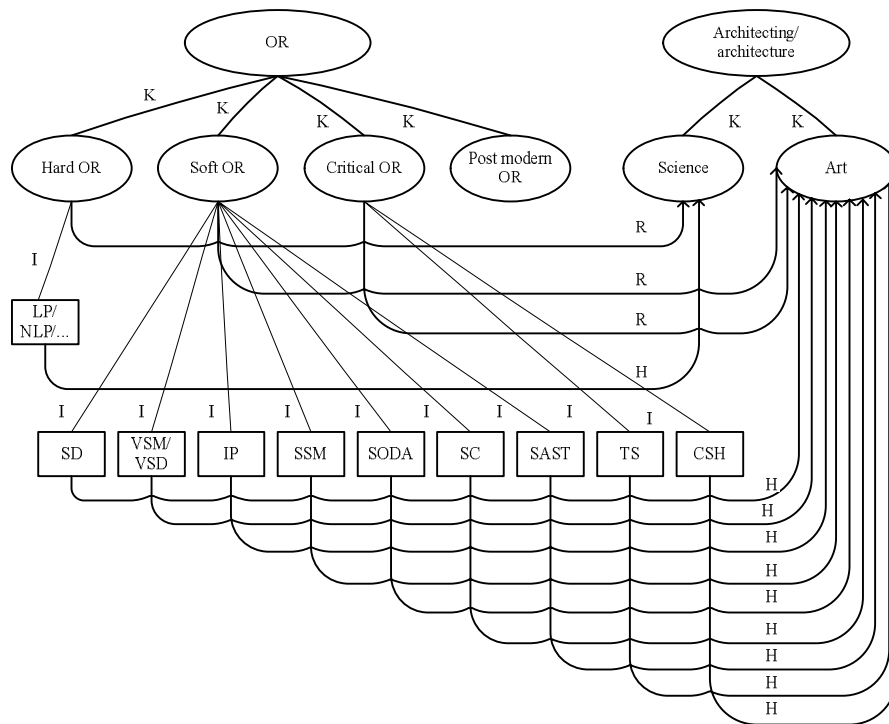 OR
Architecting/
architecture
K
K
K
K
K
K
Hard OR
Soft OR
Critical OR
Post modern
OR
Science
Art
R
I
R
LP/
NLP/...
R
H
I
I
I
I
I
I
I
I
I
SD
VSM/
VSD
IP
SSM
SODA
SC
SAST
TS
CSH
H
H
H
H
H
H
H
H
H